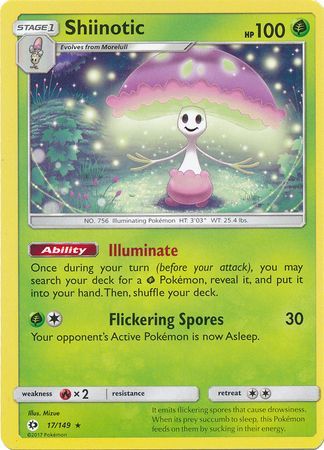 STAGE1
Shiinotic
HP100
Evolves from Morelull
NO. 756 Illuminating Pokémon HT: 3'03" WT: 25.4 lbs.
Ability Illuminate
Once during your turn (before your attack), you may
search your deck for a Pokémon, reveal it, and put it
into your hand. Then, shuffle your deck.
Flickering Spores 30
Your opponent's Active Pokémon is now Asleep.
weakness ×2 resistance retreat
Illus. Mizue
17/149 ★
©2017 Pokémon
It emits flickering spores that cause drowsiness.
When its prey succumb to sleep, this Pokémon
feeds on them by sucking in their energy.